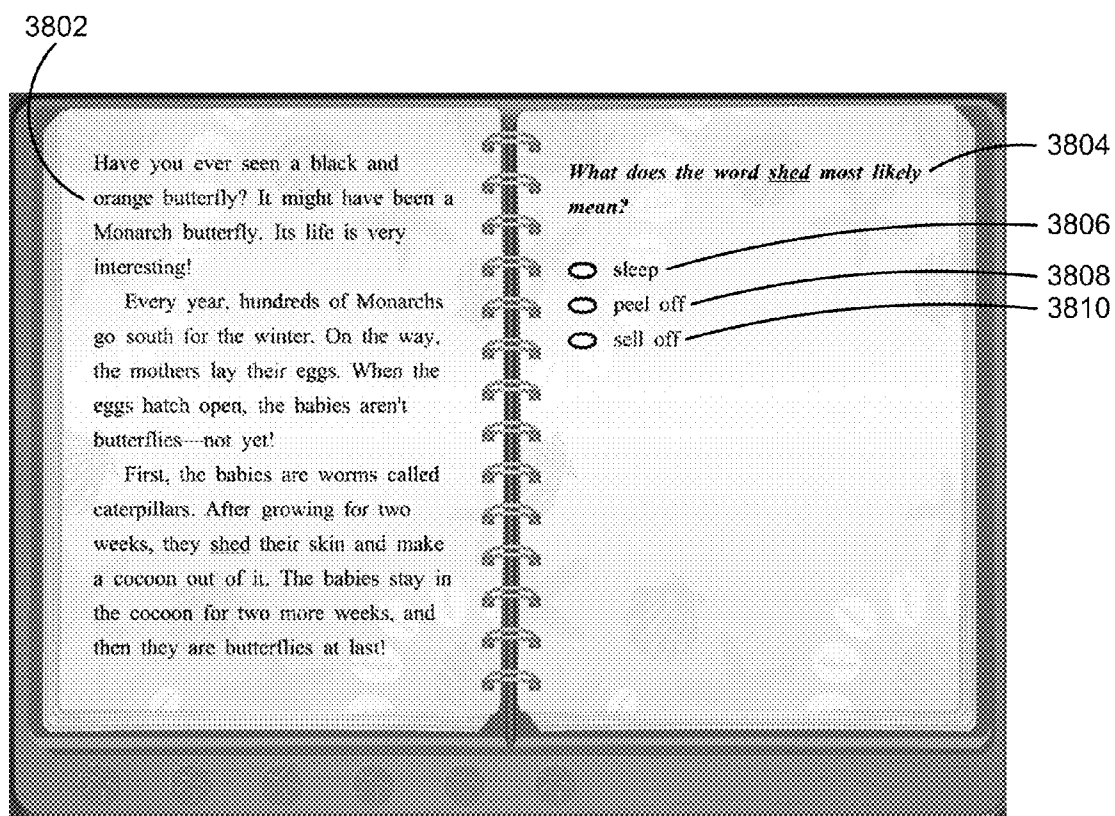 3802
Have you ever seen a black and
orange butterfly? It might have been a
Monarch butterfly. Its life is very
interesting!
Every year, hundreds of Monarchs
go south for the winter. On the way,
the mothers lay their eggs. When the
eggs hatch open, the babies aren't
butterflies—not yet!
First, the babies are worms called
caterpillars. After growing for two
weeks, they shed their skin and make
a cocoon out of it. The babies stay in
the cocoon for two more weeks, and
then they are butterflies at last!
What does the word shed most likely
mean?
sleep
peel off
sell off
3804
3806
3808
3810